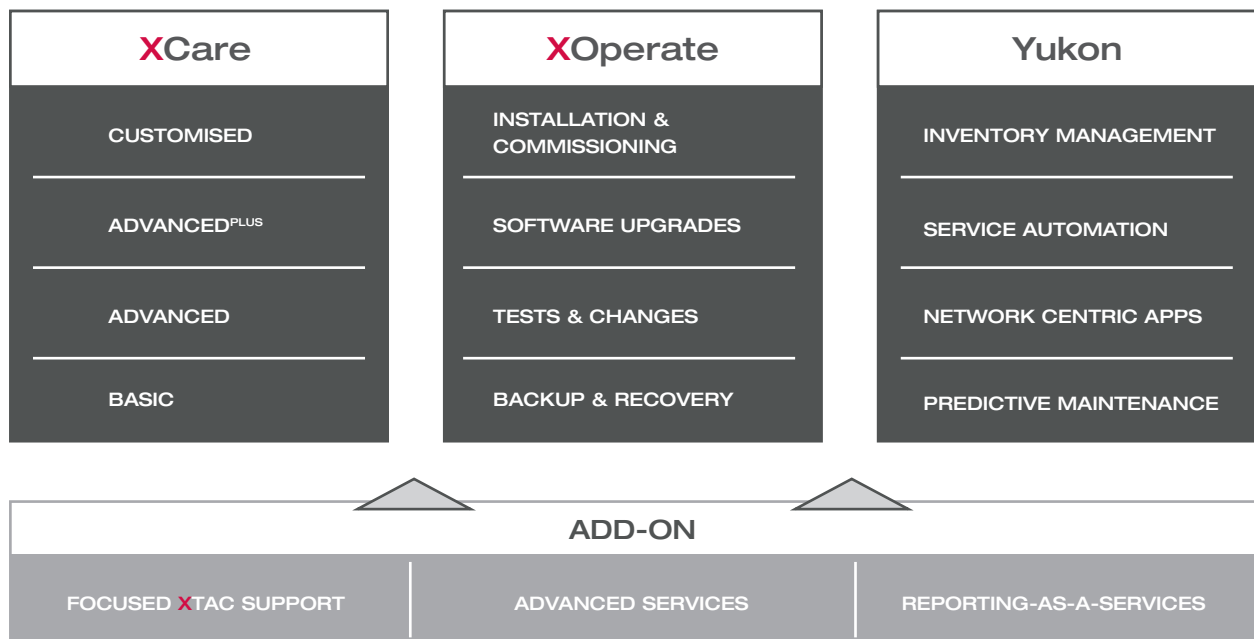 XCare
CUSTOMISED
ADVANCEDPLUS
ADVANCED
BASIC
XOperate
INSTALLATION &
COMMISSIONING
SOFTWARE UPGRADES
TESTS & CHANGES
BACKUP & RECOVERY
Yukon
INVENTORY MANAGEMENT
SERVICE AUTOMATION
NETWORK CENTRIC APPS
PREDICTIVE MAINTENANCE
ADD-ON
FOCUSED XTAC SUPPORT
ADVANCED SERVICES
REPORTING-AS-A-SERVICES